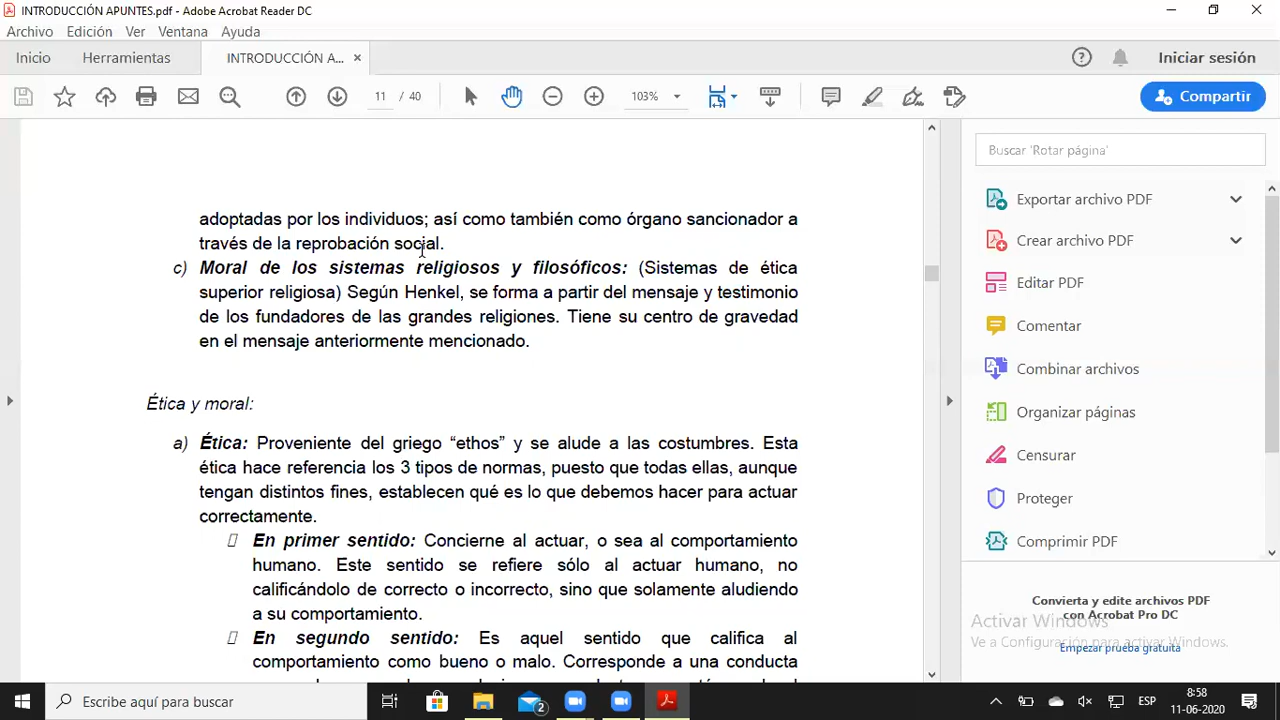 INTRODUCCIÓN APUNTES.pdf - Adobe Acrobat Reader DC
Archivo Edición Ver Ventana Ayuda
Inicio Herramientas INTRODUCCIÓN A... × Iniciar sesión
11 / 40 103% Compartir
adoptadas por los individuos; así como también como órgano sancionador a
través de la reprobación social.
c) Moral de los sistemas religiosos y filosóficos: (Sistemas de ética
superior religiosa) Según Henkel, se forma a partir del mensaje y testimonio
de los fundadores de las grandes religiones. Tiene su centro de gravedad
en el mensaje anteriormente mencionado.
Ética y moral:
a) Ética: Proveniente del griego “ethos” y se alude a las costumbres. Esta
ética hace referencia los 3 tipos de normas, puesto que todas ellas, aunque
tengan distintos fines, establecen qué es lo que debemos hacer para actuar
correctamente.
En primer sentido: Concierne al actuar, o sea al comportamiento
humano. Este sentido se refiere sólo al actuar humano, no
calificándolo de correcto o incorrecto, sino que solamente aludiendo
a su comportamiento.
En segundo sentido: Es aquel sentido que califica al
comportamiento como bueno o malo. Corresponde a una conducta
Buscar 'Rotar página'
Exportar archivo PDF
Crear archivo PDF
Editar PDF
Comentar
Combinar archivos
Organizar páginas
Censurar
Proteger
Comprimir PDF
Convierta y edite archivos PDF
con Acrobat Pro DC
Activar Windows
Ve a Configuración para activar Windows.
Empezar prueba gratuita
Escribe aquí para buscar 2 ESP 8:58
11-06-2020